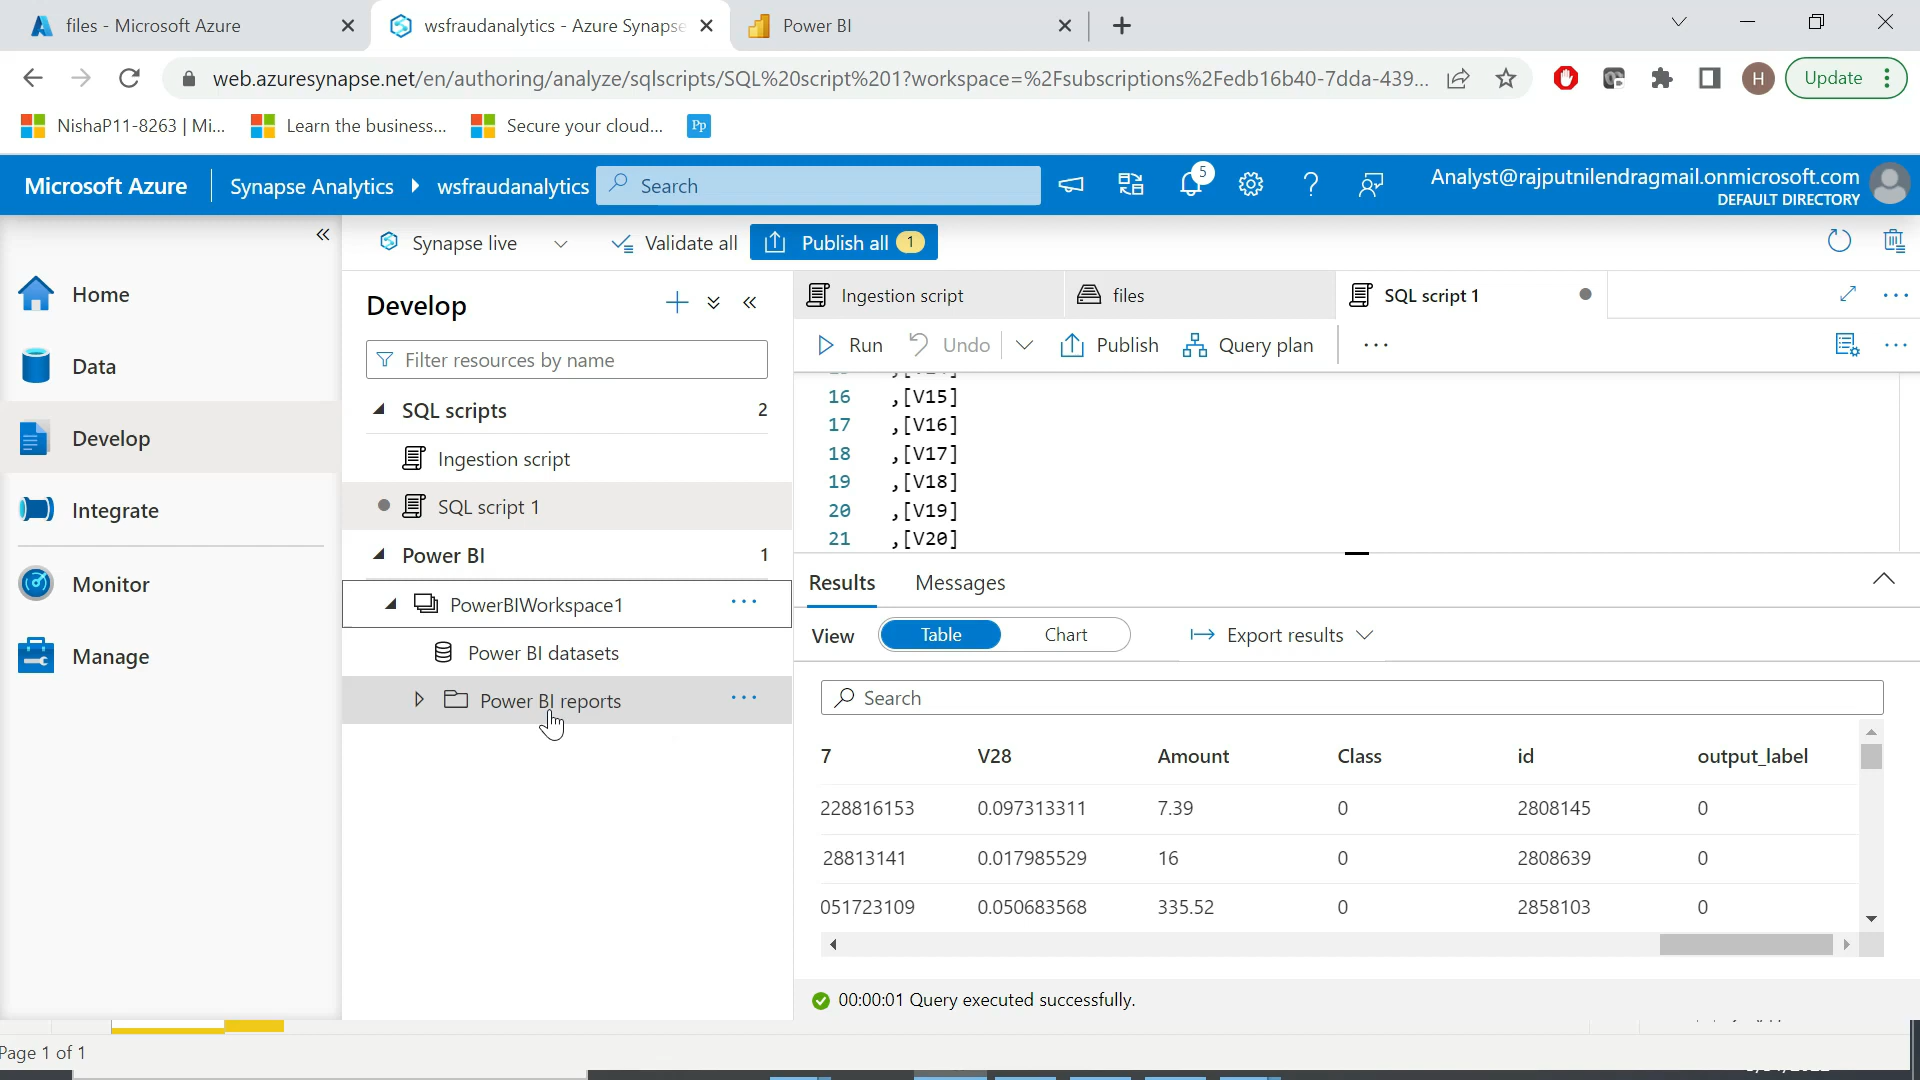 files - Microsoft Azure
wsfraudanalytics - Azure Synapse
Power BI
web.azuresynapse.net/en/authoring/analyze/sqlscripts/SQL%20script%201?workspace=%2Fsubscriptions%2Fedb16b40-7dda-439...
H
Update
NishaP11-8263 | Mi...
Learn the business...
Secure your cloud...
Pp
Microsoft Azure
Synapse Analytics
wsfraudanalytics
Search
5
Analyst@rajputnilendragmail.onmicrosoft.com
DEFAULT DIRECTORY
Synapse live
Validate all
Publish all 1
Home
Data
Develop
Integrate
Monitor
Manage
Develop
Filter resources by name
SQL scripts 2
Ingestion script
SQL script 1
Power BI 1
PowerBIWorkspace1
Power BI datasets
Power BI reports
Ingestion script
files
SQL script 1
Run
Undo
Publish
Query plan
16 ,[V15]
17 ,[V16]
18 ,[V17]
19 ,[V18]
20 ,[V19]
21 ,[V20]
Results
Messages
View
Table
Chart
Export results
Search
7 V28 Amount Class id output_label
228816153 0.097313311 7.39 0 2808145 0
28813141 0.017985529 16 0 2808639 0
051723109 0.050683568 335.52 0 2858103 0
00:00:01 Query executed successfully.
Page 1 of 1